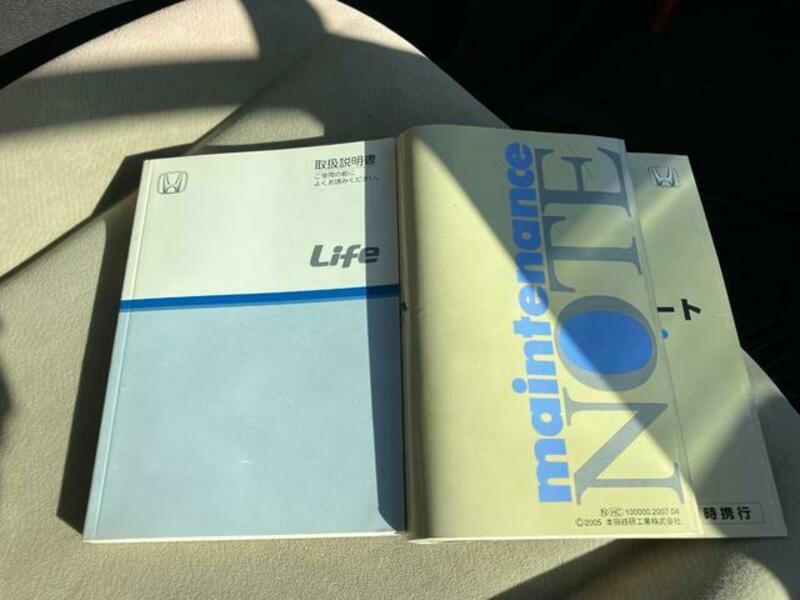 取扱説明書
ご使用の前に
よくお読みください。
Life
maintenance
NOTE
ート
N HC 100000.2007.04
©2005 本田技研工業株式会社
時携行